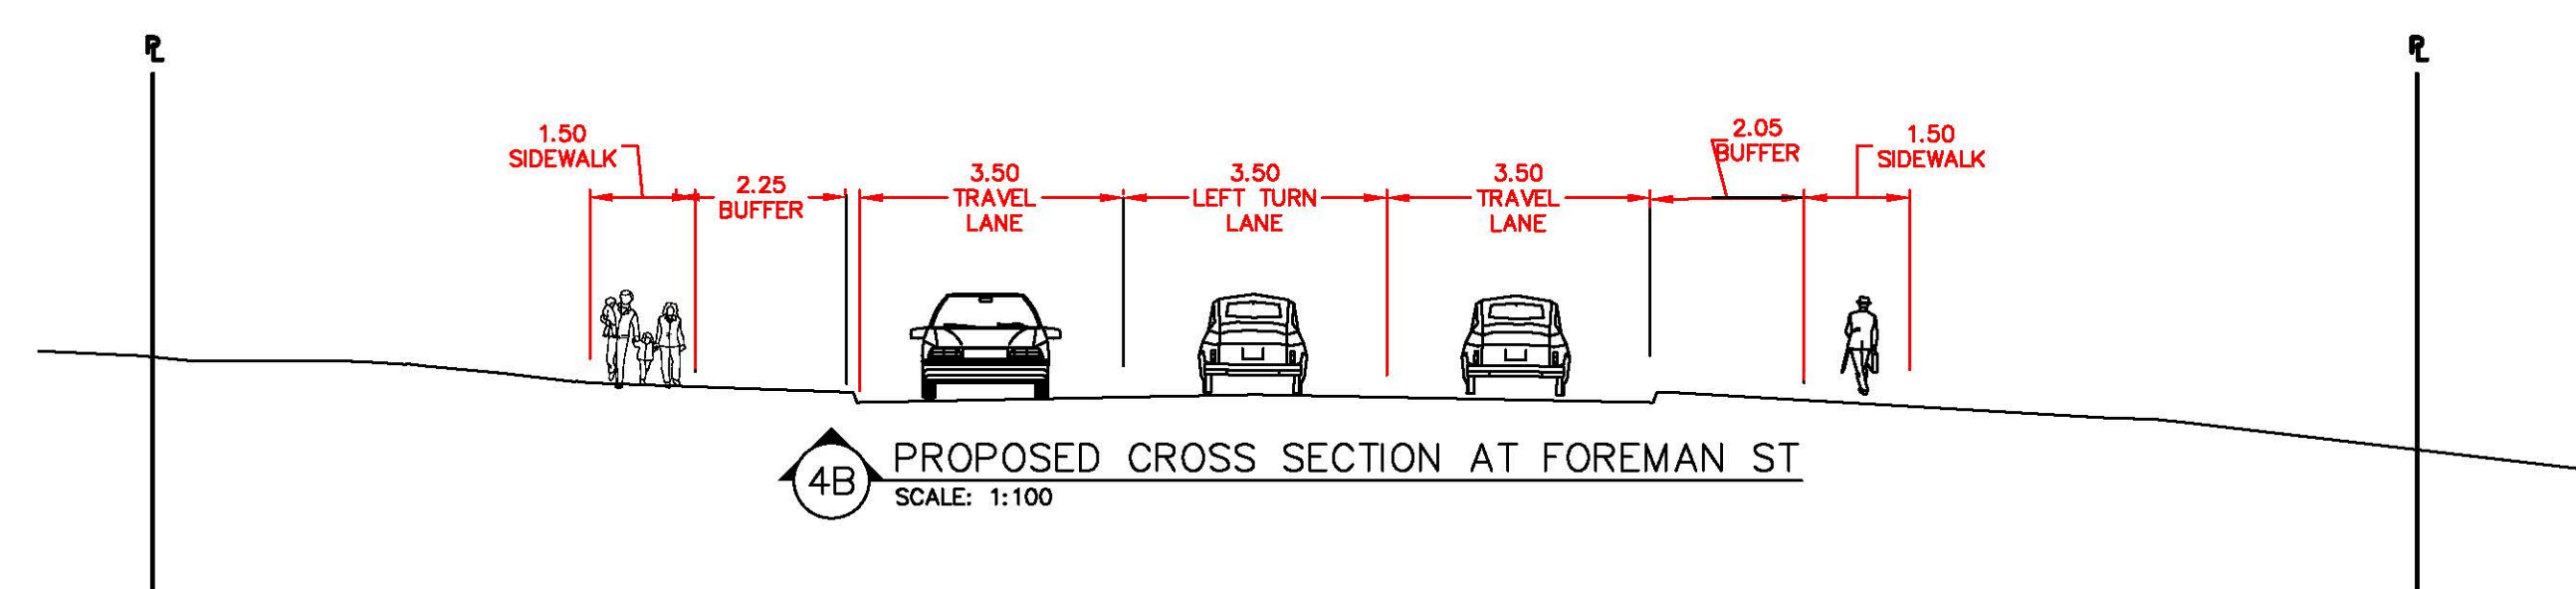 PL
PL
1.50
SIDEWALK
2.25
BUFFER
3.50
TRAVEL
LANE
3.50
LEFT TURN
LANE
3.50
TRAVEL
LANE
2.05
BUFFER
1.50
SIDEWALK
4B
PROPOSED CROSS SECTION AT FOREMAN ST
SCALE: 1:100